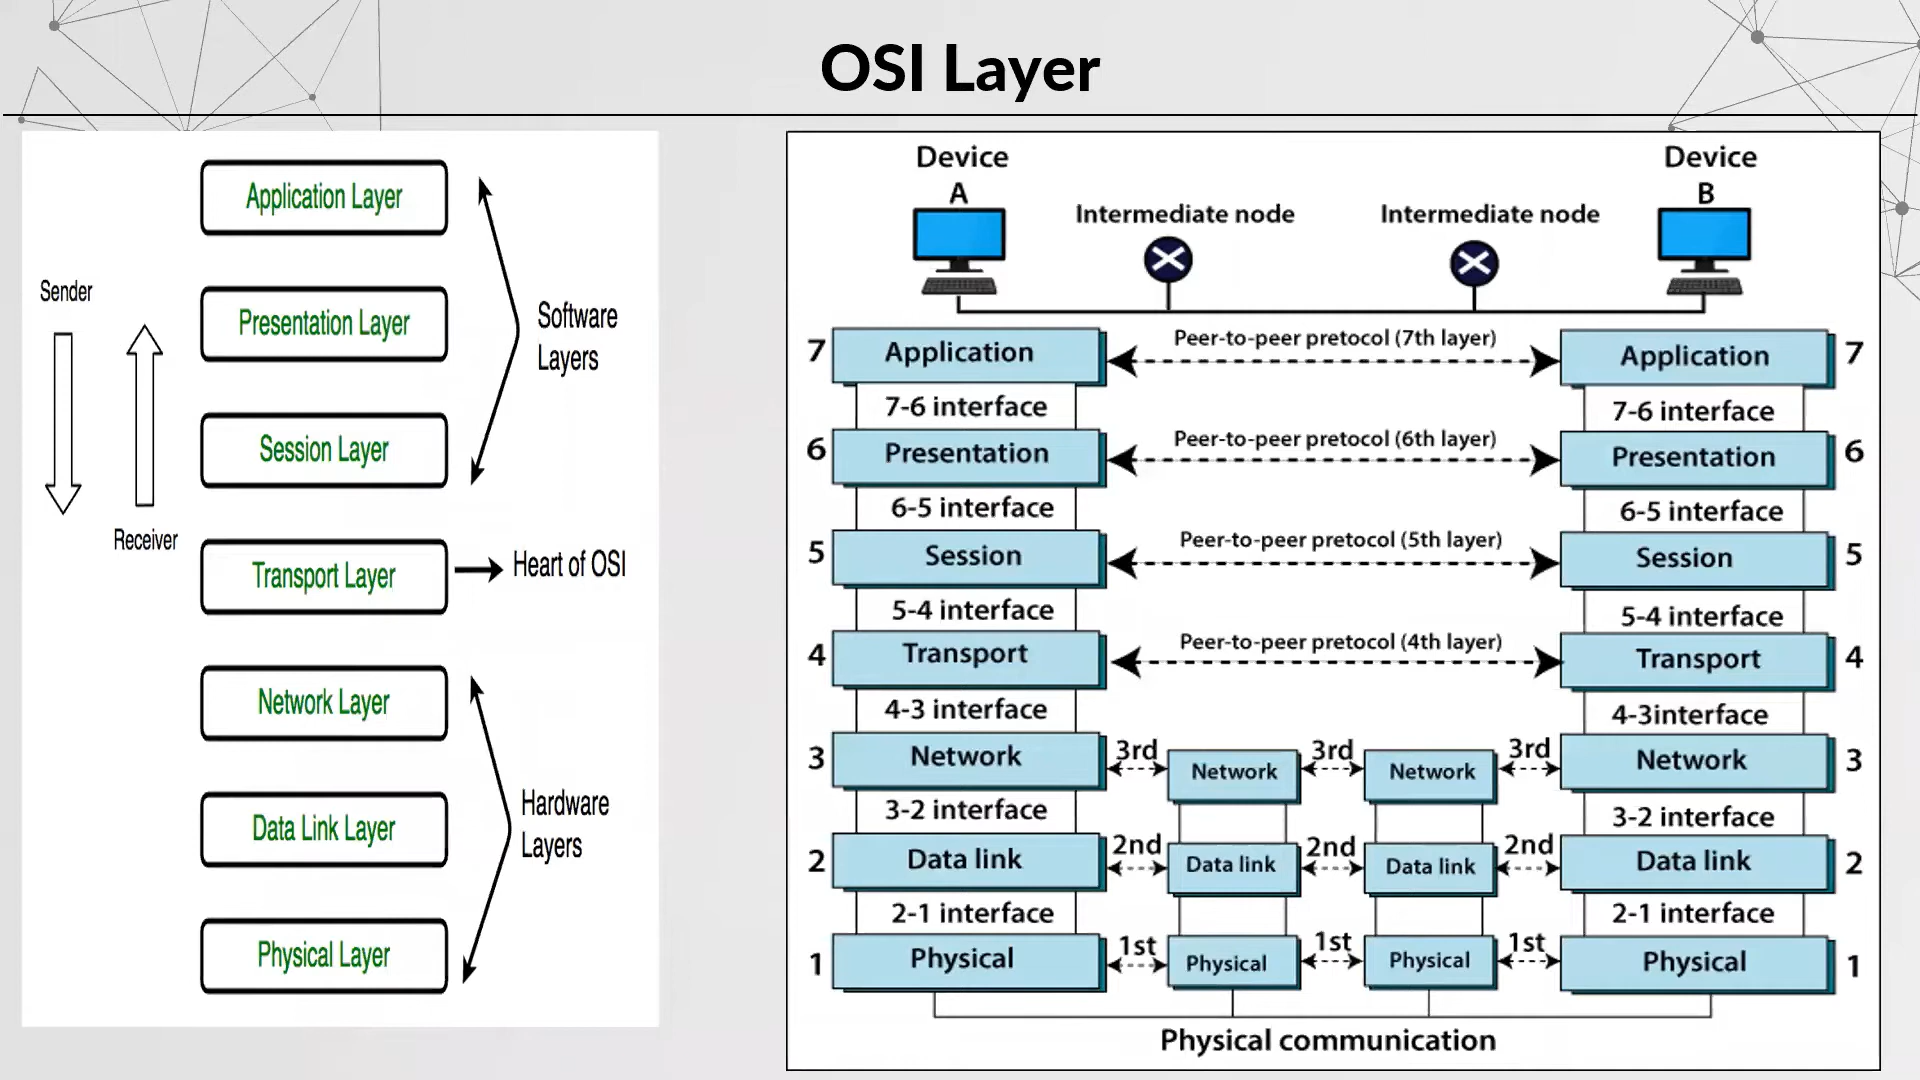 OSI Layer
Application Layer
Presentation Layer
Session Layer
Transport Layer
Network Layer
Data Link Layer
Physical Layer
Sender
Receiver
Software
Layers
Heart of OSI
Hardware
Layers
Device
A
Intermediate node
Intermediate node
Device
B
7 Application Peer-to-peer pretocol (7th layer) Application 7
7-6 interface 7-6 interface
6 Presentation Peer-to-peer pretocol (6th layer) Presentation 6
6-5 interface 6-5 interface
5 Session Peer-to-peer pretocol (5th layer) Session 5
5-4 interface 5-4 interface
4 Transport Peer-to-peer pretocol (4th layer) Transport 4
4-3 interface 4-3interface
3 Network 3rd Network 3rd Network 3rd Network 3
3-2 interface 3-2 interface
2 Data link 2nd Data link 2nd Data link 2nd Data link 2
2-1 interface 2-1 interface
1 Physical 1st Physical 1st Physical 1st Physical 1
Physical communication